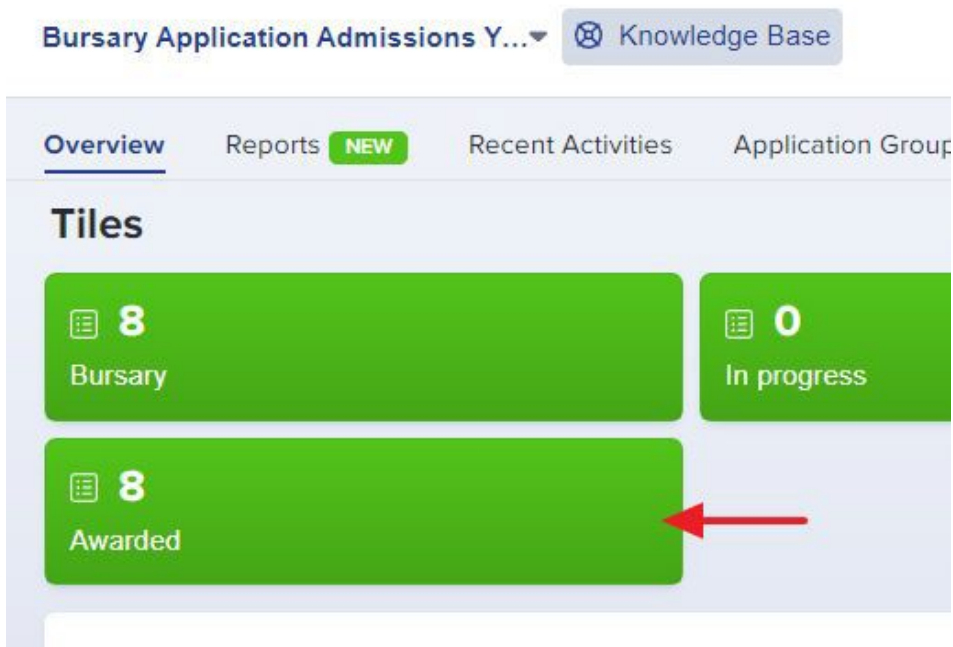 Bursary Application Admissions Y... Knowledge Base
Overview Reports NEW Recent Activities Application Group
Tiles
8
Bursary
0
In progress
8
Awarded